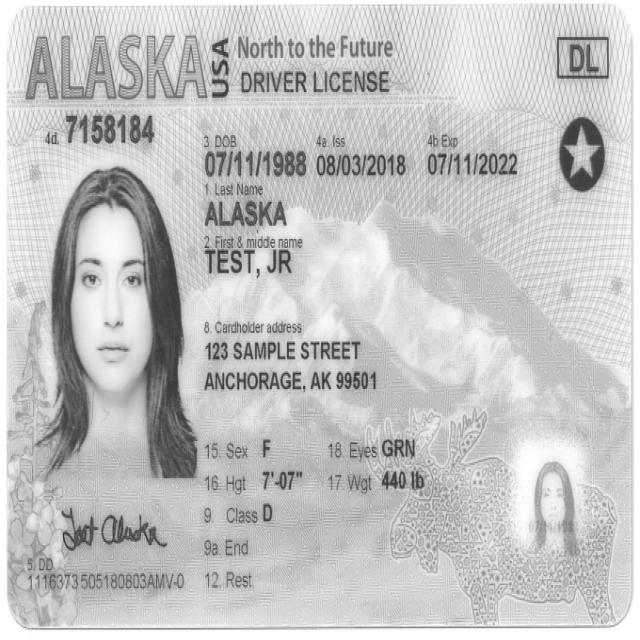 ALASKA USA North to the Future
DRIVER LICENSE
DL
4d. 7158184
3. DOB 4a. Iss 4b Exp
07/11/1988 08/03/2018 07/11/2022
1. Last Name
ALASKA
2. First & middle name
TEST, JR
8. Cardholder address
123 SAMPLE STREET
ANCHORAGE, AK 99501
15. Sex F 18. Eyes GRN
16. Hgt 7'-07" 17 Wgt 440 lb
9. Class D
9a. End
Test Alaska
5. DD
1116373 505180803AMV-0 12. Rest.